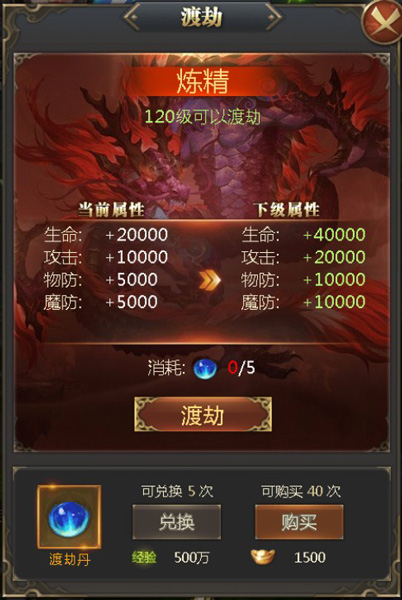 渡劫
炼精
120级可以渡劫
当前属性 下级属性
生命: +20000 生命: +40000
攻击: +10000 攻击: +20000
物防: +5000 物防: +10000
魔防: +5000 魔防: +10000
消耗: 0/5
渡劫
可兑换 5 次 可购买 40 次
兑换 购买
渡劫丹 经验 500万 1500